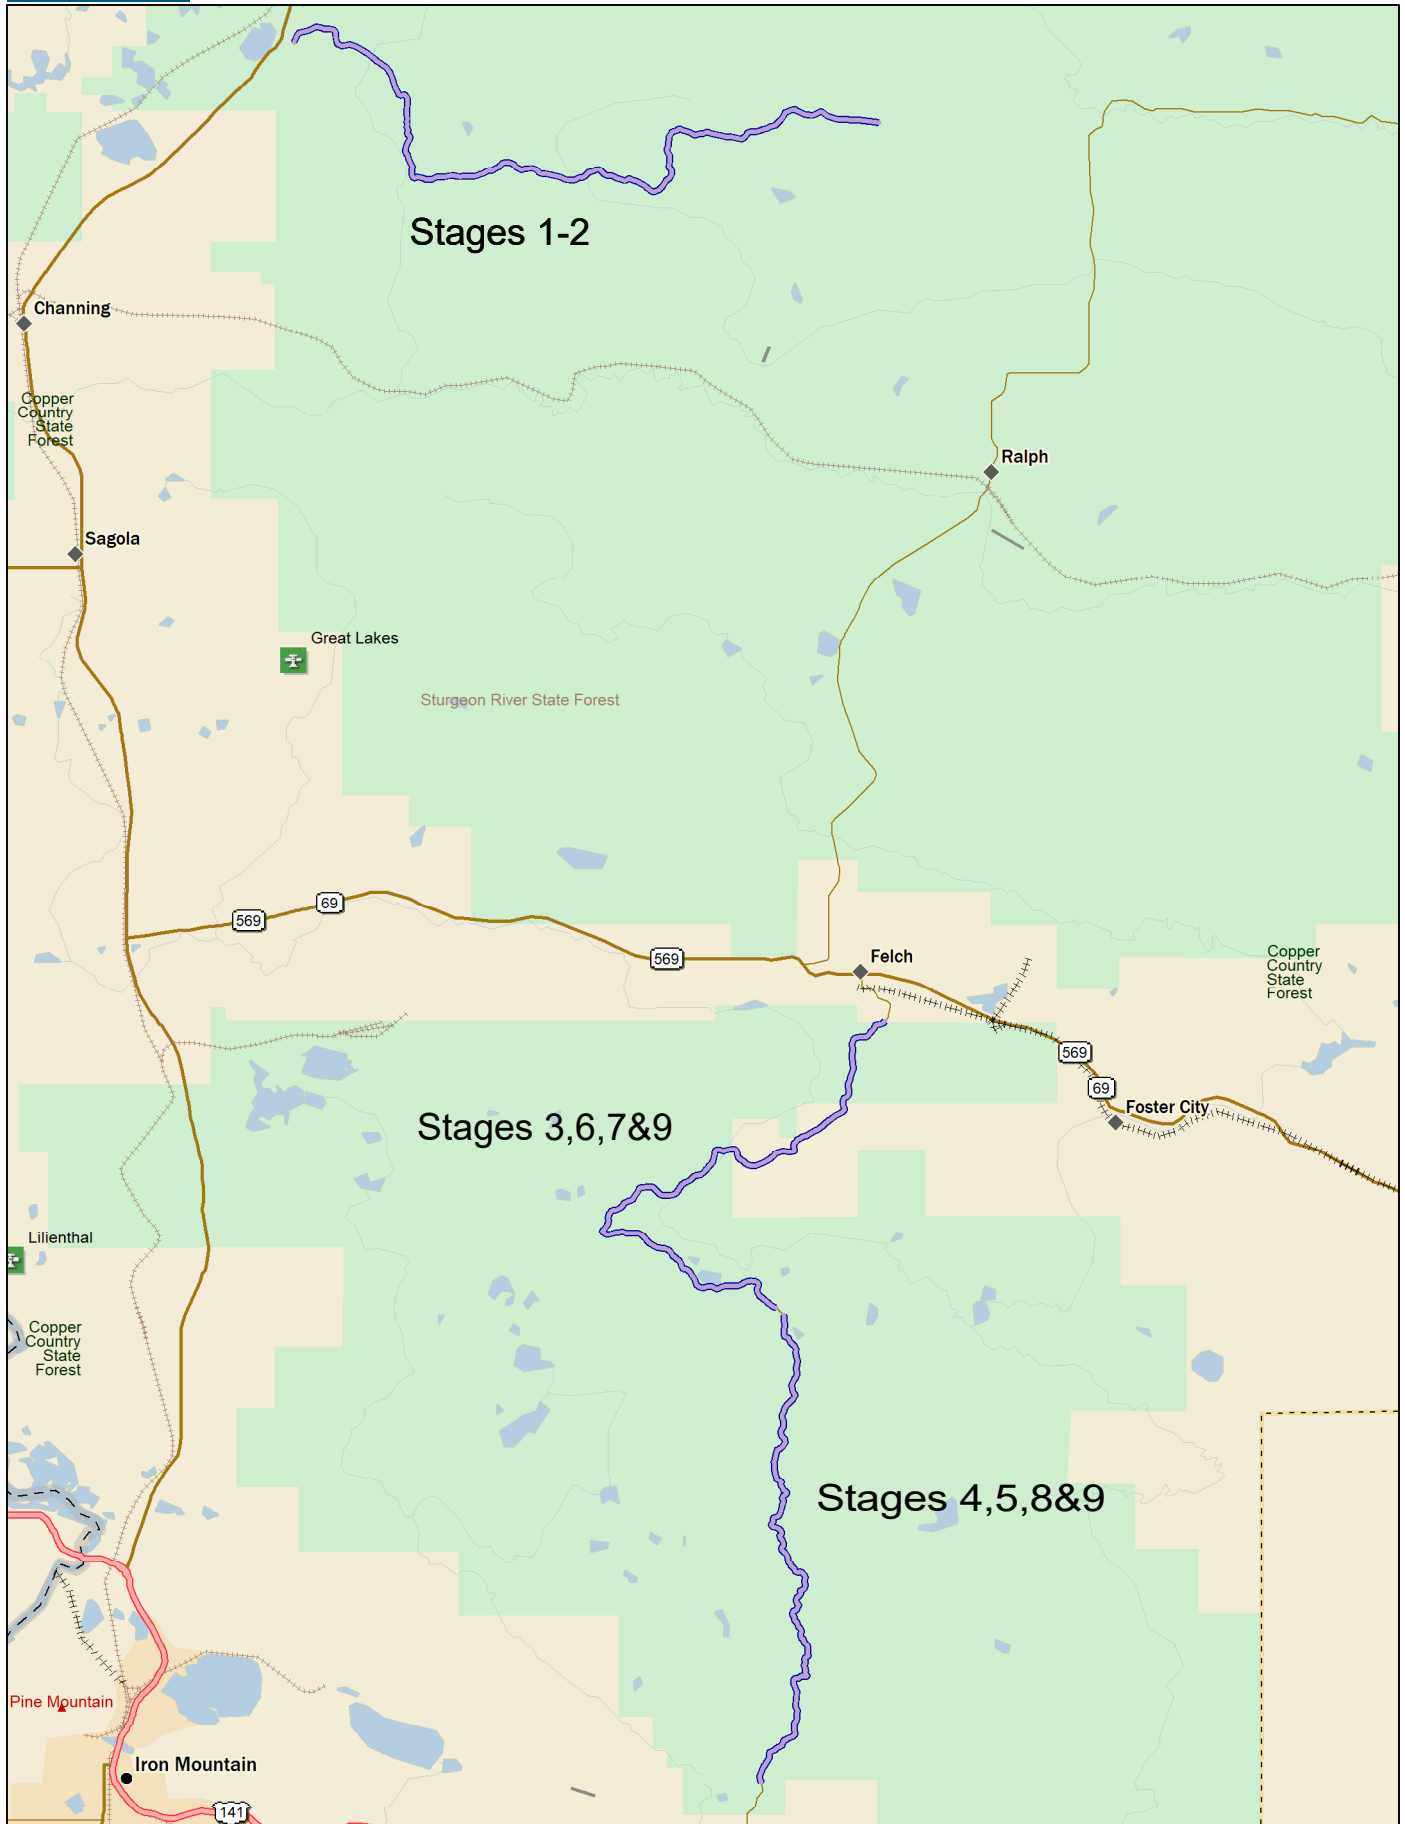 Stages 1-2
Channing
Copper
Country
State
Forest
Ralph
Sagola
Great Lakes
Sturgeon River State Forest
69
569
569
Felch
Copper
Country
State
Forest
569
69
Foster City
Stages 3,6,7&9
Lilienthal
Copper
Country
State
Forest
Stages 4,5,8&9
Pine Mountain
Iron Mountain
141